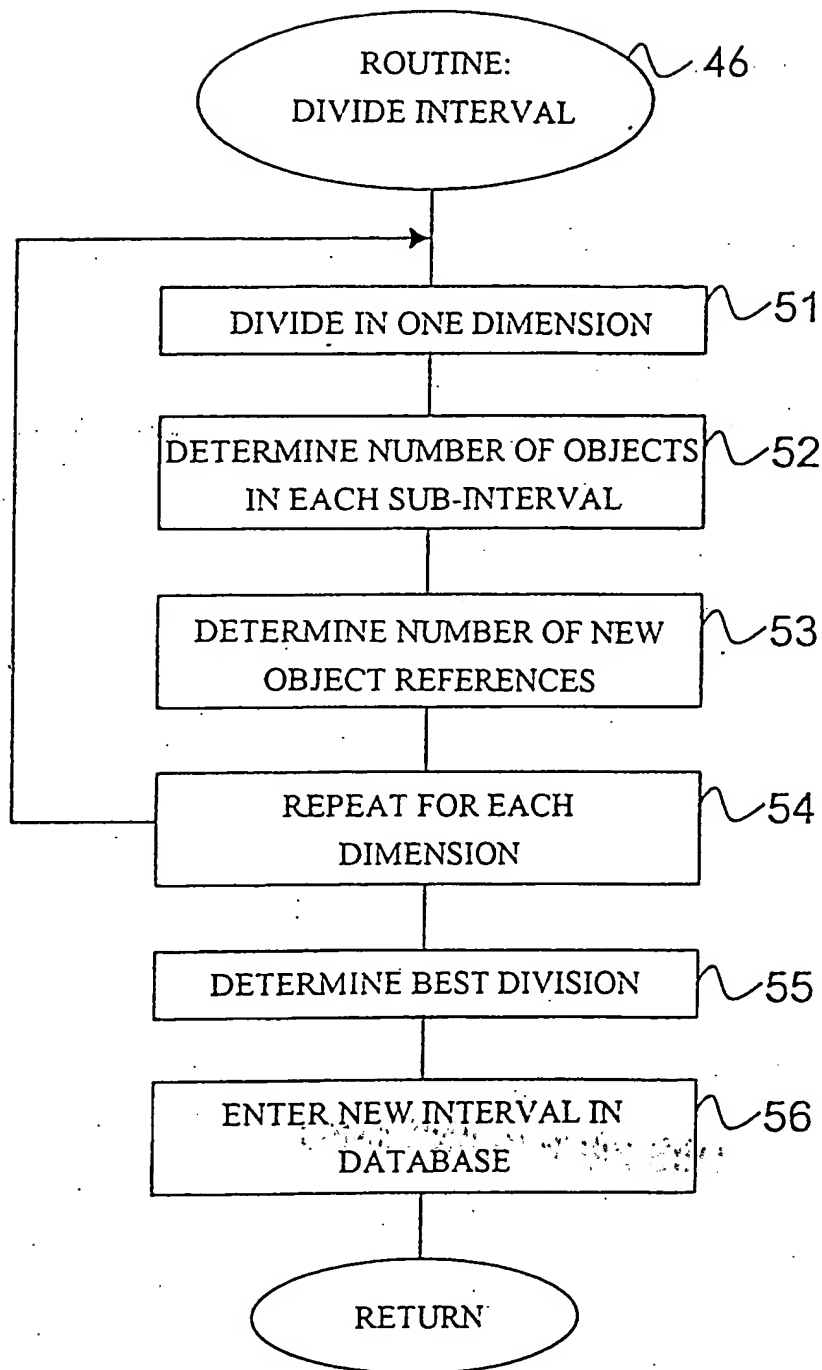 ROUTINE:
DIVIDE INTERVAL
46
DIVIDE IN ONE DIMENSION
51
DETERMINE NUMBER OF OBJECTS
IN EACH SUB-INTERVAL
52
DETERMINE NUMBER OF NEW
OBJECT REFERENCES
53
REPEAT FOR EACH
DIMENSION
54
DETERMINE BEST DIVISION
55
ENTER NEW INTERVAL IN
DATABASE
56
RETURN